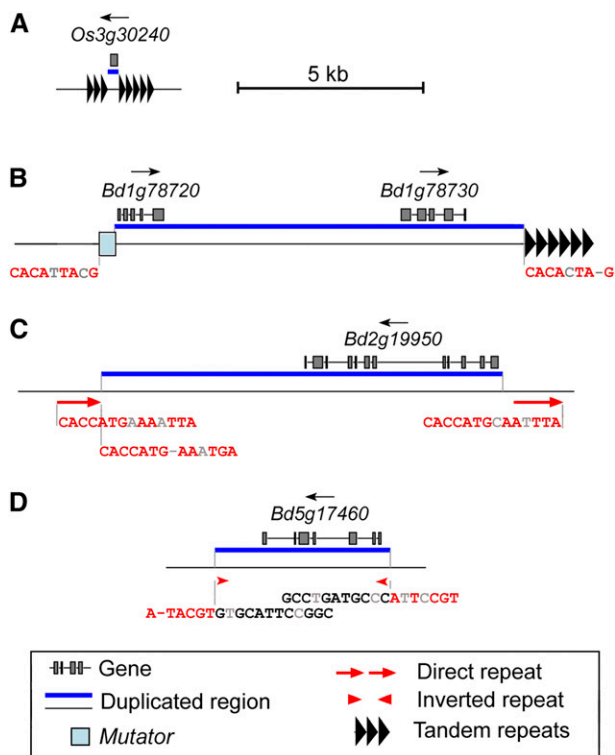 A
Os3g30240
5 kb
B
Bd1g78720
Bd1g78730
CACATTACG
CACACTA-G
C
Bd2g19950
CACCATGAAAATTA
CACCATGCAATTTA
CACCATG-AAATGA
D
Bd5g17460
GCCTGATGCCCATTCCGT
A-TACGTGTGCATTCCGGC
Gene
Direct repeat
Duplicated region
Inverted repeat
Mutator
Tandem repeats